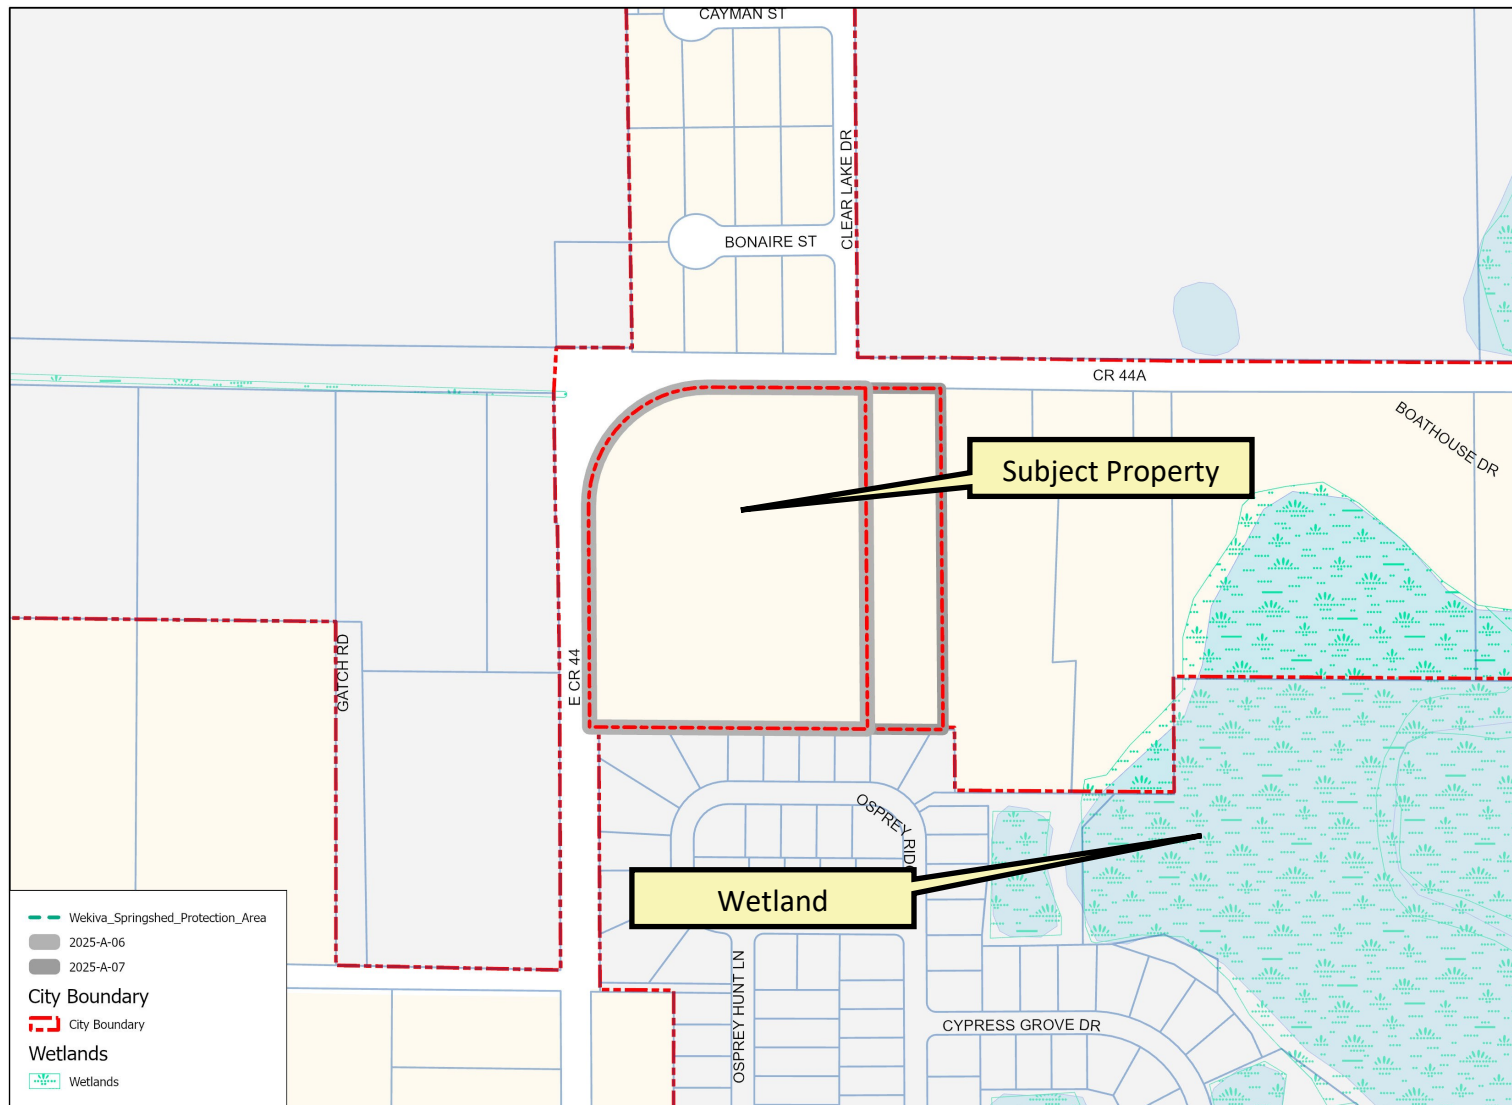 CAYMAN ST
CLEAR LAKE DR
BONAIRE ST
CR 44A
BOATHOUSE DR
Subject Property
GATCH RD
E CR 44
OSPREY
Wetland
OSPREY HUNT LN
CYPRESS GROVE DR
Wekiva_Springshed_Protection_Area
2025-A-06
2025-A-07
City Boundary
City Boundary
Wetlands
Wetlands